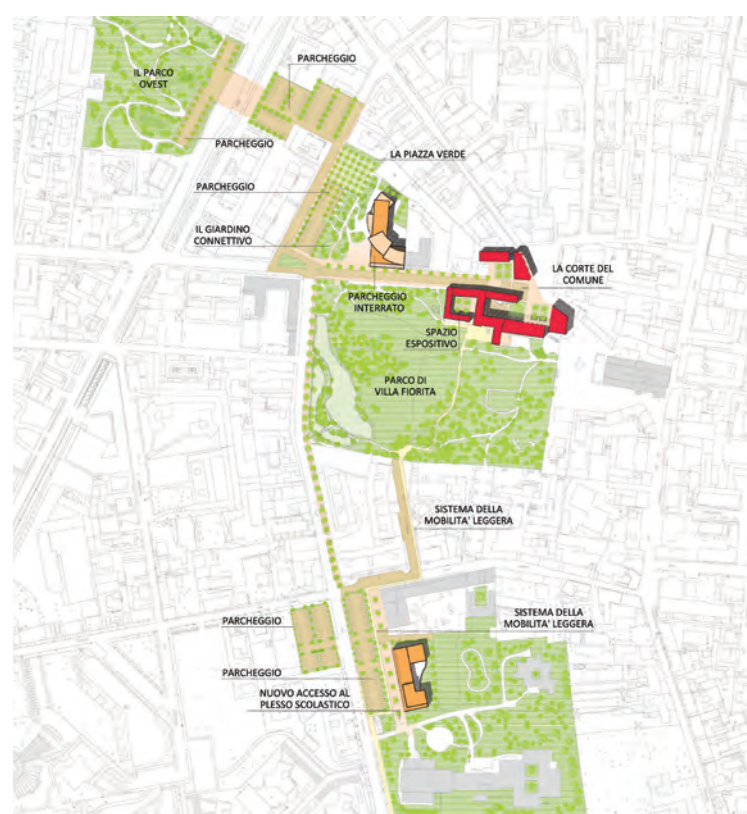 PARCHEGGIO
IL PARCO
OVEST
PARCHEGGIO
LA PIAZZA VERDE
PARCHEGGIO
IL GIARDINO
CONNETTIVO
LA CORTE DEL
COMUNE
PARCHEGGIO
INTERRATO
SPAZIO
ESPOSITIVO
PARCO DI
VILLA FIORITA
SISTEMA DELLA
MOBILITA' LEGGERA
SISTEMA DELLA
MOBILITA' LEGGERA
PARCHEGGIO
PARCHEGGIO
NUOVO ACCESSO AL
PLESSO SCOLASTICO